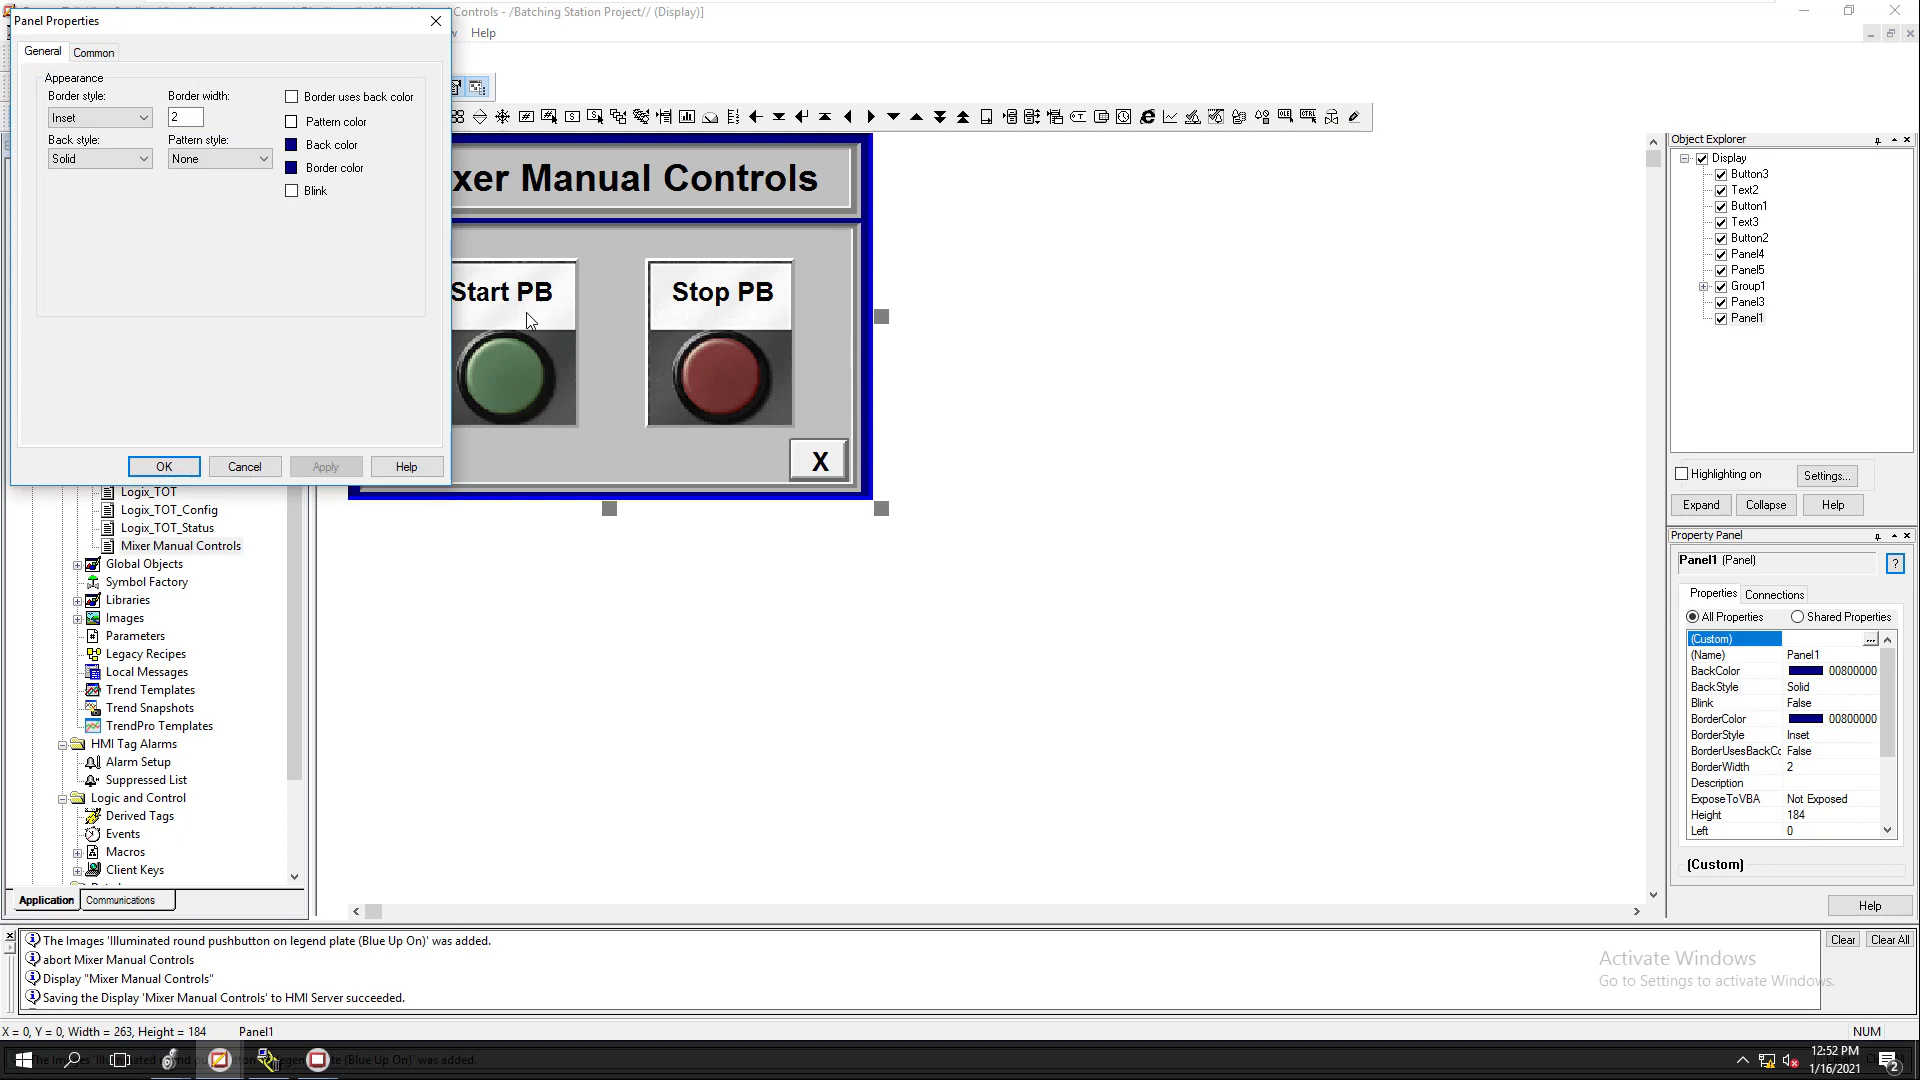 Controls - /Batching Station Project// (Display)]
Panel Properties
w Help
General
Common
Appearance
Border style:
Border width:
Border uses back color
Inset
2
Pattern color
Back style:
Pattern style:
Back color
Solid
None
Border color
Blink
OK
Cancel
Apply
Help
xer Manual Controls
Start PB
Stop PB
X
Logix_TOT
Logix_TOT_Config
Logix_TOT_Status
Mixer Manual Controls
Global Objects
Symbol Factory
Libraries
Images
Parameters
Legacy Recipes
Local Messages
Trend Templates
Trend Snapshots
TrendPro Templates
HMI Tag Alarms
Alarm Setup
Suppressed List
Logic and Control
Derived Tags
Events
Macros
Client Keys
Application
Communications
Object Explorer
Display
Button3
Text2
Button1
Text3
Button2
Panel4
Panel5
Group1
Panel3
Panel1
Highlighting on
Settings...
Expand
Collapse
Help
Property Panel
Panel1 (Panel)
?
Properties
Connections
All Properties
Shared Properties
(Custom)
...
(Name) Panel1
BackColor 00800000
BackStyle Solid
Blink False
BorderColor 00800000
BorderStyle Inset
BorderUsesBackCo False
BorderWidth 2
Description
ExposeToVBA Not Exposed
Height 184
Left 0
(Custom)
Help
The Images 'Illuminated round pushbutton on legend plate (Blue Up On)' was added.
abort Mixer Manual Controls
Display "Mixer Manual Controls"
Saving the Display 'Mixer Manual Controls' to HMI Server succeeded.
Clear
Clear All
Activate Windows
Go to Settings to activate Windows.
X = 0, Y = 0, Width = 263, Height = 184
Panel1
NUM
12:52 PM
1/16/2021
2